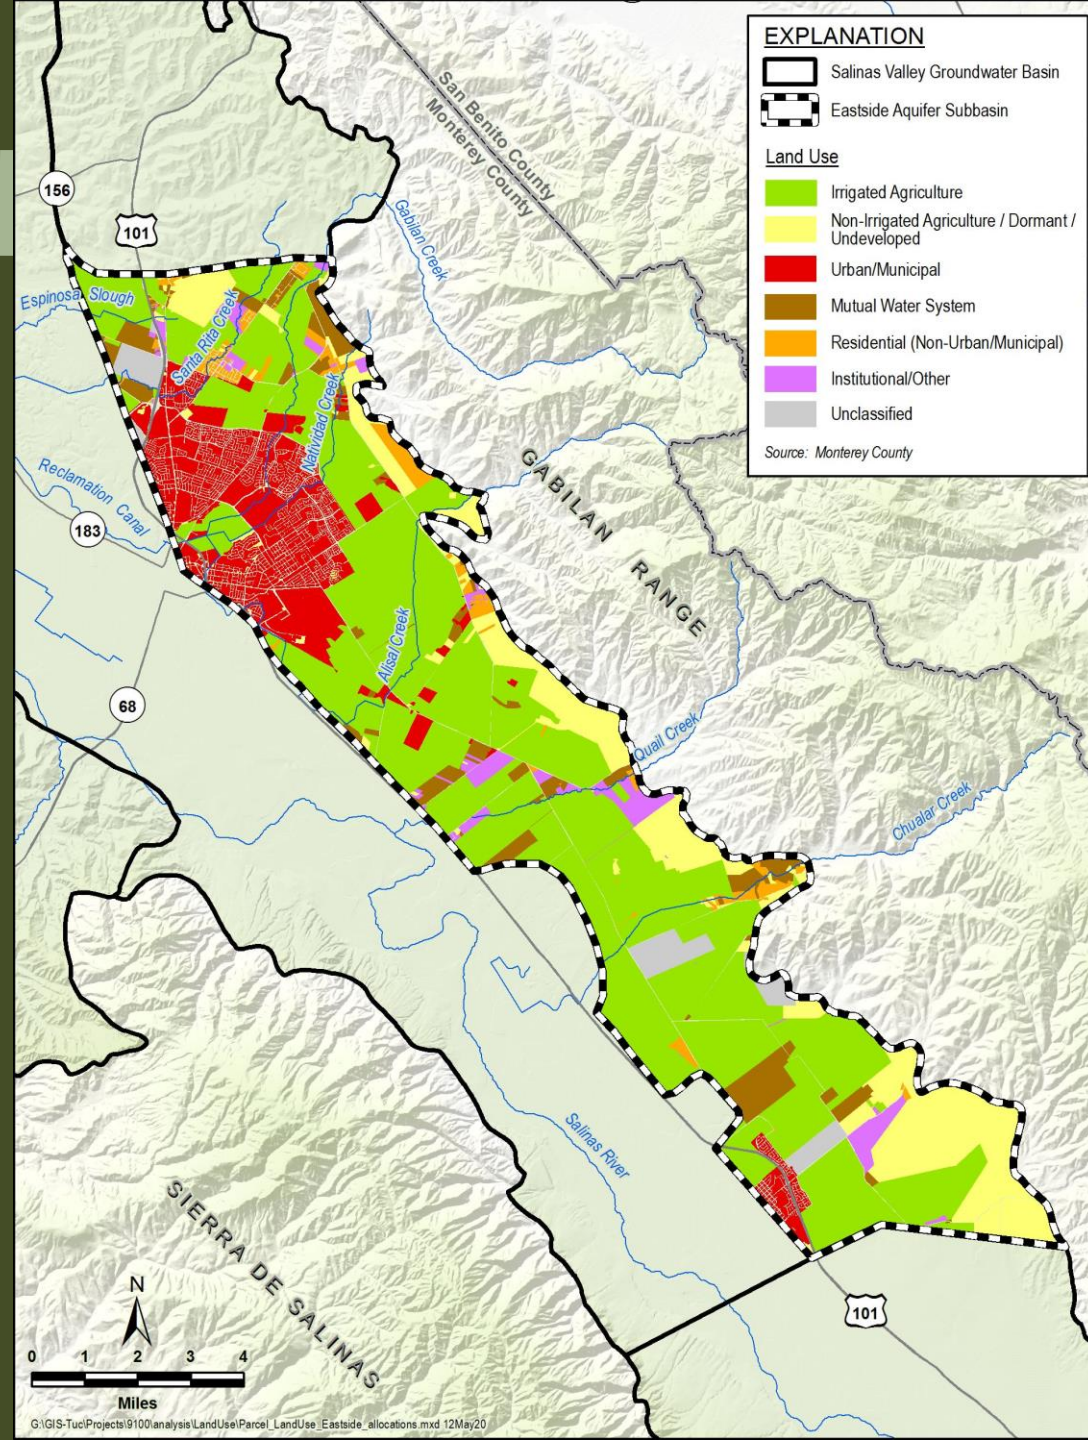 EXPLANATION
Salinas Valley Groundwater Basin
Eastside Aquifer Subbasin
Land Use
Irrigated Agriculture
Non-Irrigated Agriculture / Dormant /
Undeveloped
Urban/Municipal
Mutual Water System
Residential (Non-Urban/Municipal)
Institutional/Other
Unclassified
Source: Monterey County
San Benito County
Monterey County
156
101
Gabilan Creek
Espinosa Slough
Santa Rita Creek
Natividad Creek
Reclamation Canal
183
GABILAN RANGE
Alisal Creek
68
Quail Creek
Chualar Creek
Salinas River
SIERRA DE SALINAS
101
N
0 1 2 3 4
Miles
G:\GIS-Tuc\Projects\9100\analysis\LandUse\Parcel_LandUse_Eastside_allocations.mxd 12May20